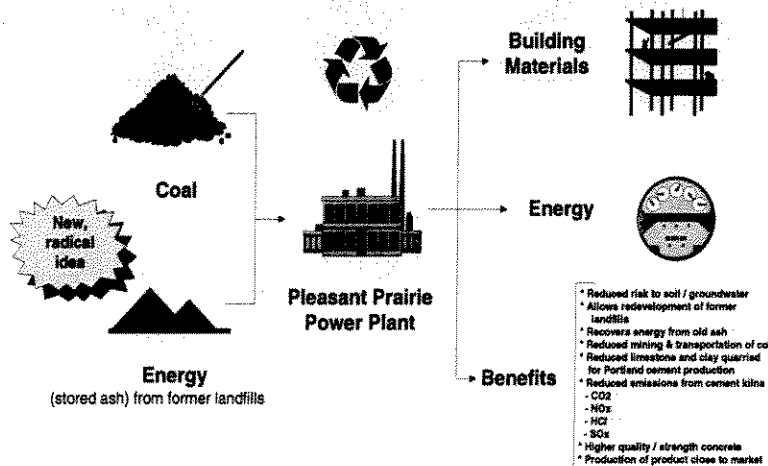 Coal
New,
radical
idea
Energy
(stored ash) from former landfills
Pleasant Prairie
Power Plant
Building
Materials
Energy
Benefits
* Reduced risk to soil / groundwater
* Allows redevelopment of former
landfills
* Recovers energy from old ash
* Reduced mining & transportation of co
* Reduced limestone and clay quarried
for Portland cement production
* Reduced emissions from cement kilns
- CO2
- NOx
- HCl
- SOx
* Higher quality / strength concrete
* Production of product close to market